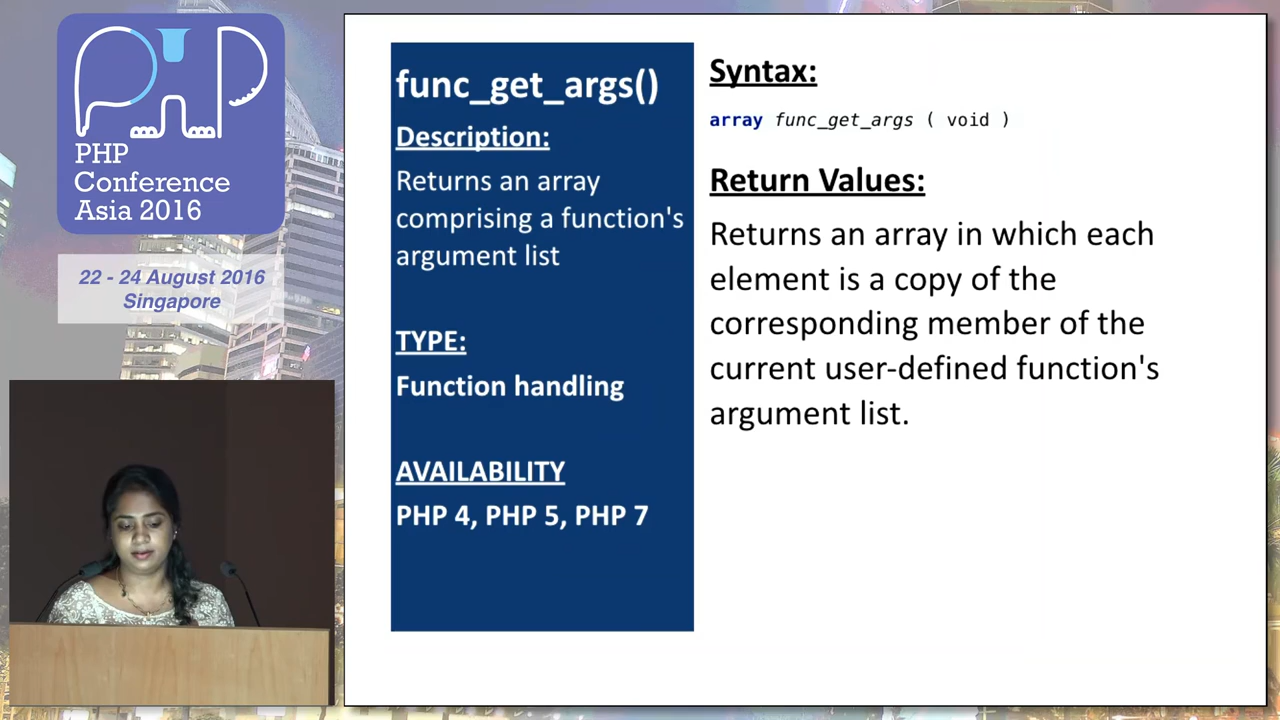 PHP
Conference
Asia 2016
22 - 24 August 2016
Singapore
func_get_args()
Description:
Returns an array
comprising a function's
argument list
TYPE:
Function handling
AVAILABILITY
PHP 4, PHP 5, PHP 7
Syntax:
array func_get_args ( void )
Return Values:
Returns an array in which each
element is a copy of the
corresponding member of the
current user-defined function's
argument list.